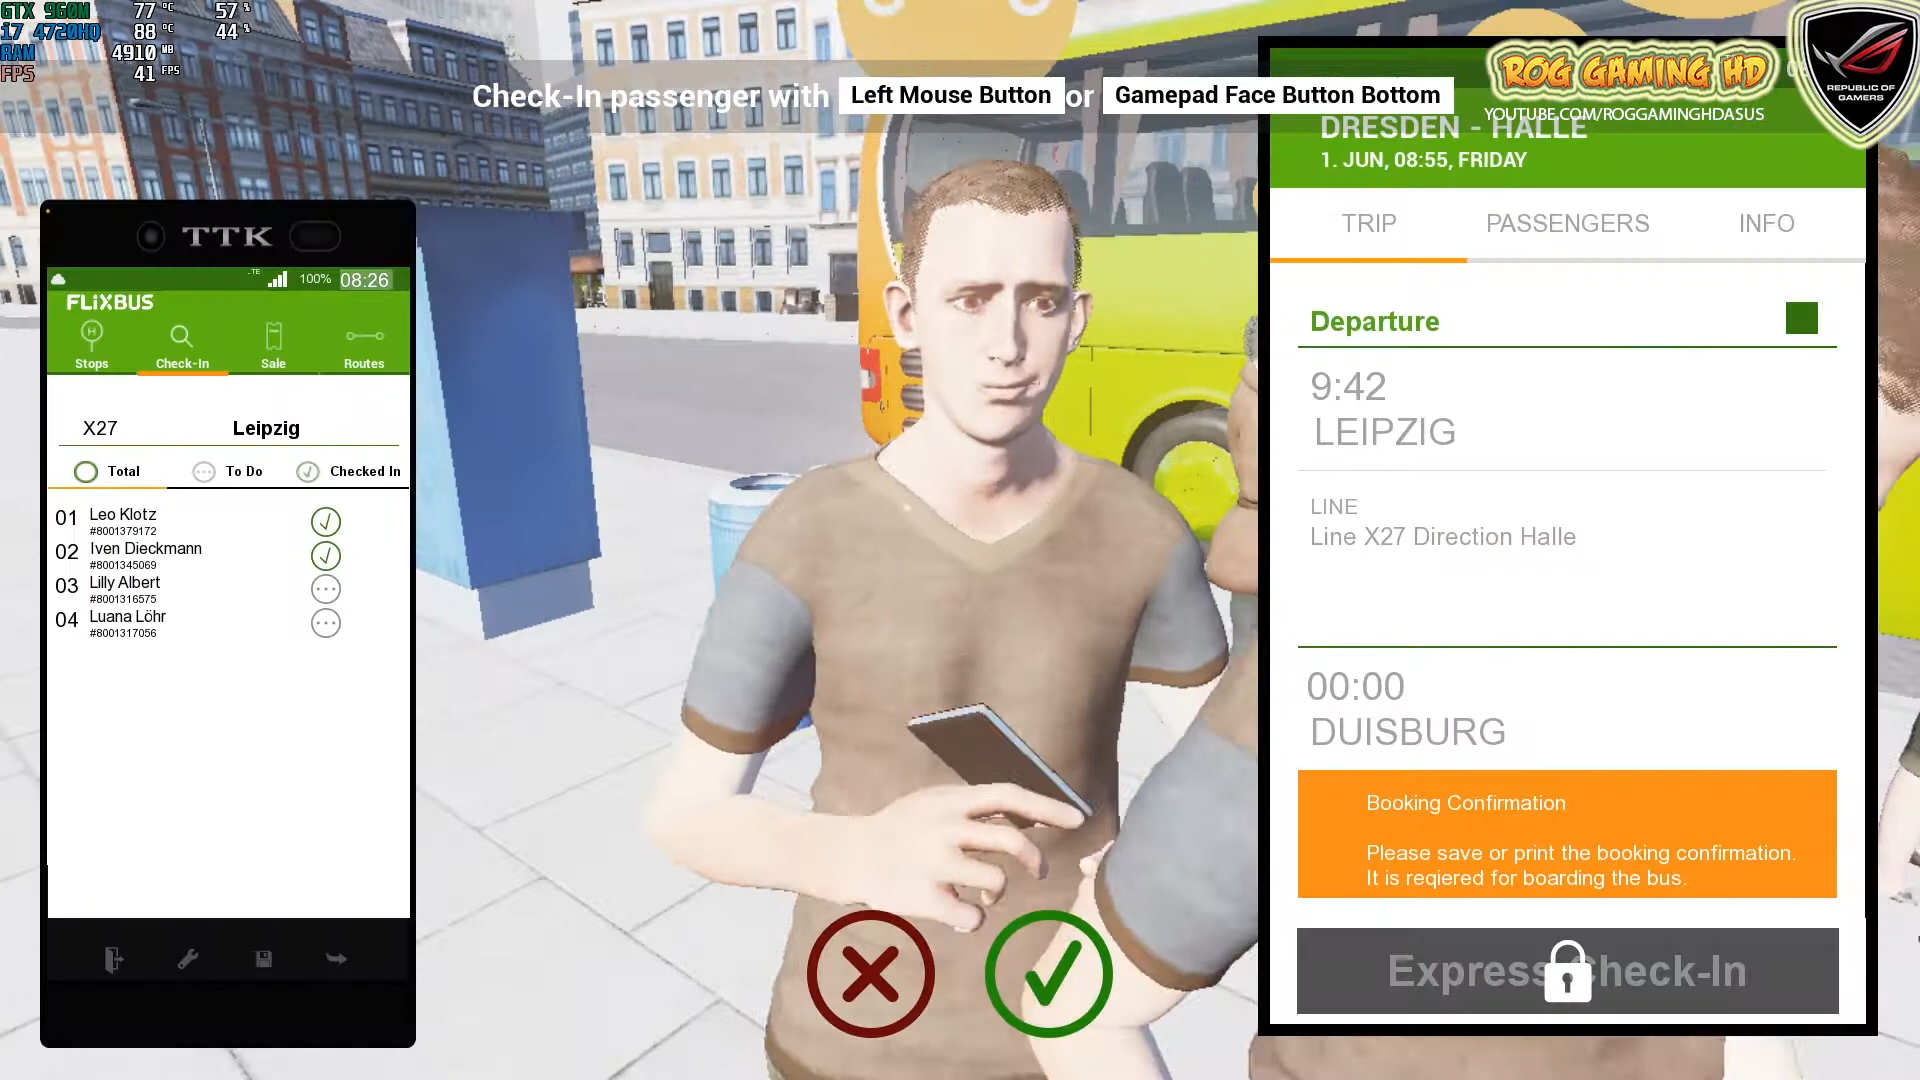 GTX 960M 77 °C 57 %
i7 4720HQ 88 °C 44 %
RAM 4910 MB
FPS 41 FPS
Check-In passenger with Left Mouse Button or Gamepad Face Button Bottom
ROG GAMING HD
YOUTUBE.COM/ROGGAMINGHDASUS
REPUBLIC OF
GAMERS
TTK
100% 08:26
FLiXBUS
Stops Check-In Sale Routes
X27 Leipzig
Total To Do Checked In
01 Leo Klotz
#8001379172
02 Iven Dieckmann
#8001345069
03 Lilly Albert
#8001316575
04 Luana Löhr
#8001317056
DRESDEN - HALLE
1. JUN, 08:55, FRIDAY
TRIP PASSENGERS INFO
Departure
9:42
LEIPZIG
LINE
Line X27 Direction Halle
00:00
DUISBURG
Booking Confirmation
Please save or print the booking confirmation.
It is reqiered for boarding the bus.
Express Check-In